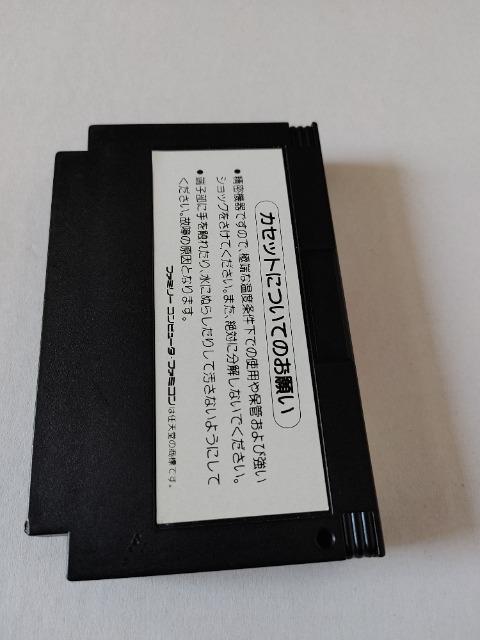 カセットについてのお願い
●精密機器ですので、極端な温度条件下での使用や保管および強い
ショックをさけてください。また、絶対に分解しないでください。
●端子部に手を触れたり、水にぬらしたりして汚さないようにして
ください。故障の原因となります。
ファミリーコンピュータ・ファミコンは任天堂の商標です。